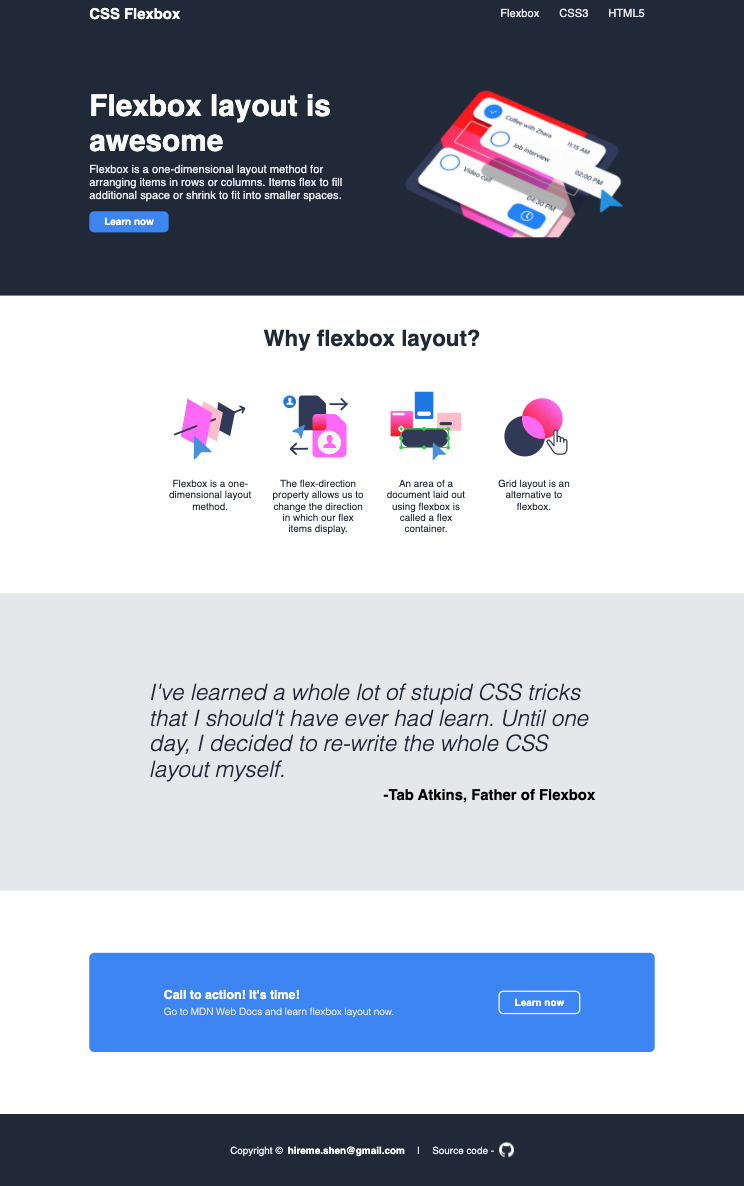 CSS Flexbox
Flexbox CSS3 HTML5
Flexbox layout is
awesome
Flexbox is a one-dimensional layout method for
arranging items in rows or columns. Items flex to fill
additional space or shrink to fit into smaller spaces.
Learn now
Coffee with Zhara
11:15 AM
Job interview
02:00 PM
Video call
04:30 PM
Why flexbox layout?
Flexbox is a one-
dimensional layout
method.
The flex-direction
property allows us to
change the direction
in which our flex
items display.
An area of a
document laid out
using flexbox is
called a flex
container.
Grid layout is an
alternative to
flexbox.
I've learned a whole lot of stupid CSS tricks
that I should't have ever had learn. Until one
day, I decided to re-write the whole CSS
layout myself.
-Tab Atkins, Father of Flexbox
Call to action! It's time!
Go to MDN Web Docs and learn flexbox layout now.
Learn now
Copyright © hireme.shen@gmail.com | Source code -